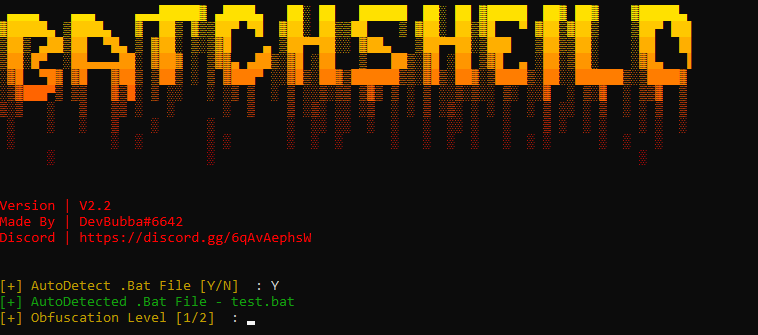 BATCHSHIELD
Version | V2.2
Made By | DevBubba#6642
Discord | https://discord.gg/6qAvAephsW
[+] AutoDetect .Bat File [Y/N]  : Y
[+] AutoDetected .Bat File - test.bat
[+] Obfuscation Level [1/2]  :